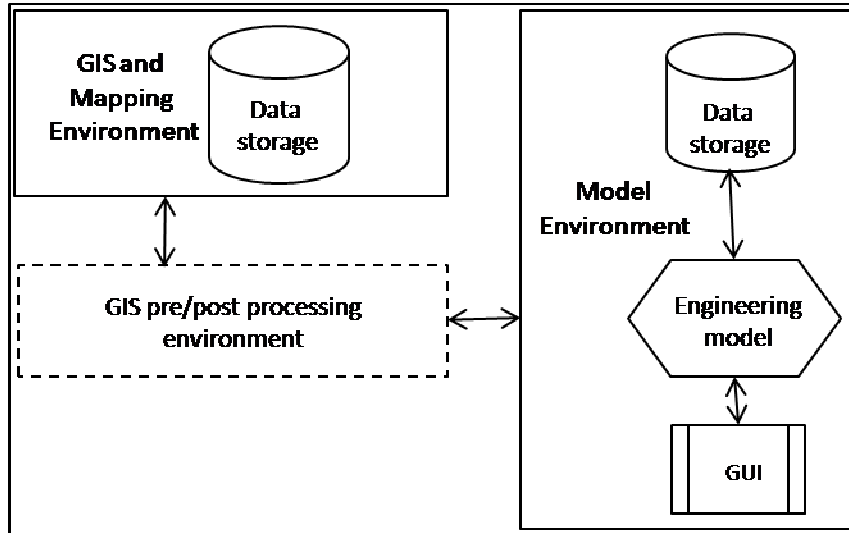 GIS and
Mapping
Environment
Data
storage
GIS pre/post processing
environment
Data
storage
Model
Environment
Engineering
model
GUI